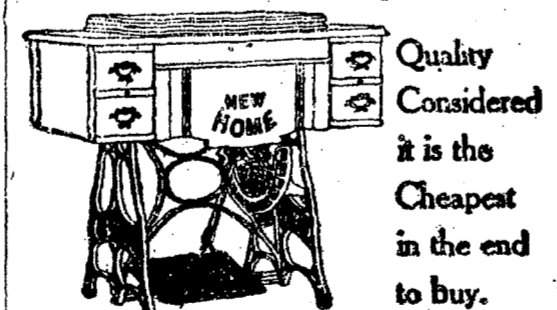 NEW
HOME
Quality
Considered
it is the
Cheapest
in the end
to buy.